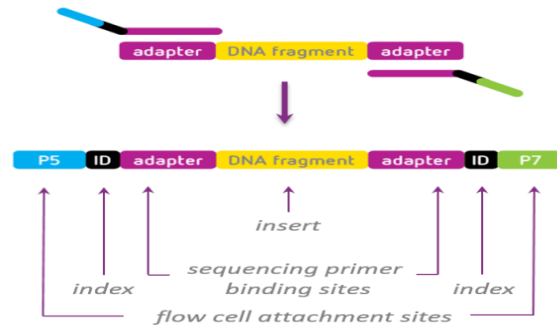 adapter DNA fragment adapter
P5 ID adapter DNA fragment adapter ID P7
insert
sequencing primer
binding sites
index index
flow cell attachment sites